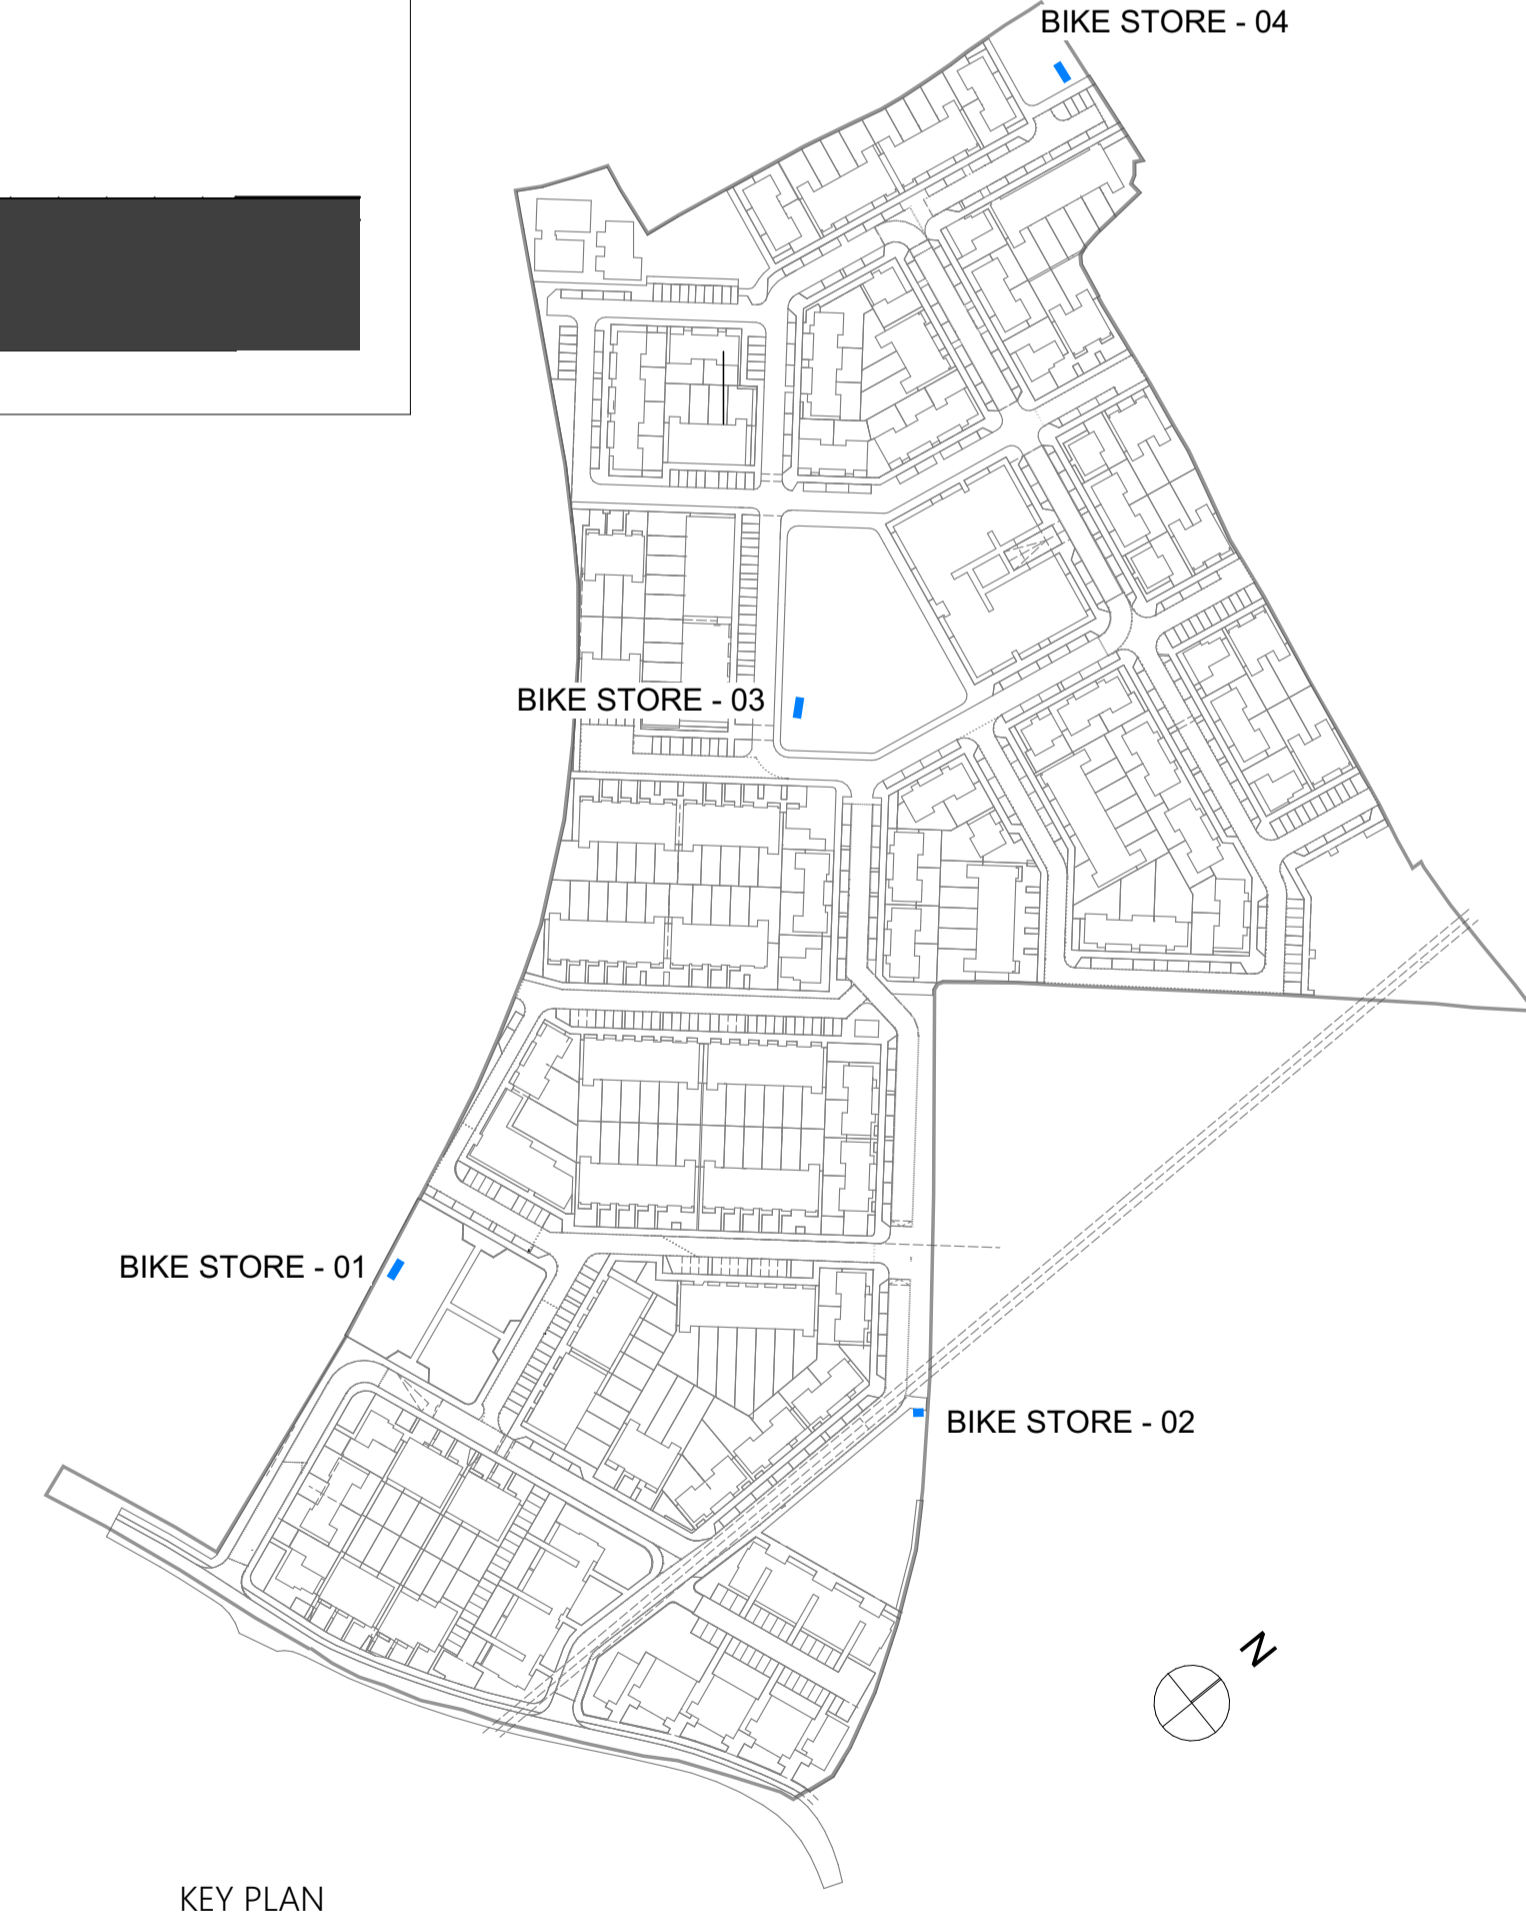 BIKE STORE - 04
BIKE STORE - 03
BIKE STORE - 01
BIKE STORE - 02
N
KEY PLAN